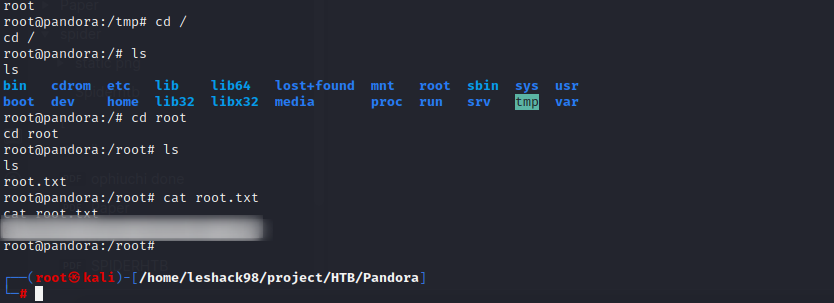 root
root@pandora:/tmp# cd /
cd /
root@pandora:/# ls
ls
bin cdrom etc lib lib64 lost+found mnt root sbin sys usr
boot dev home lib32 libx32 media proc run srv tmp var
root@pandora:/# cd root
cd root
root@pandora:/root# ls
ls
root.txt
root@pandora:/root# cat root.txt
cat root.txt
root@pandora:/root#
┌──(root㉿kali)-[/home/leshack98/project/HTB/Pandora]
└─#